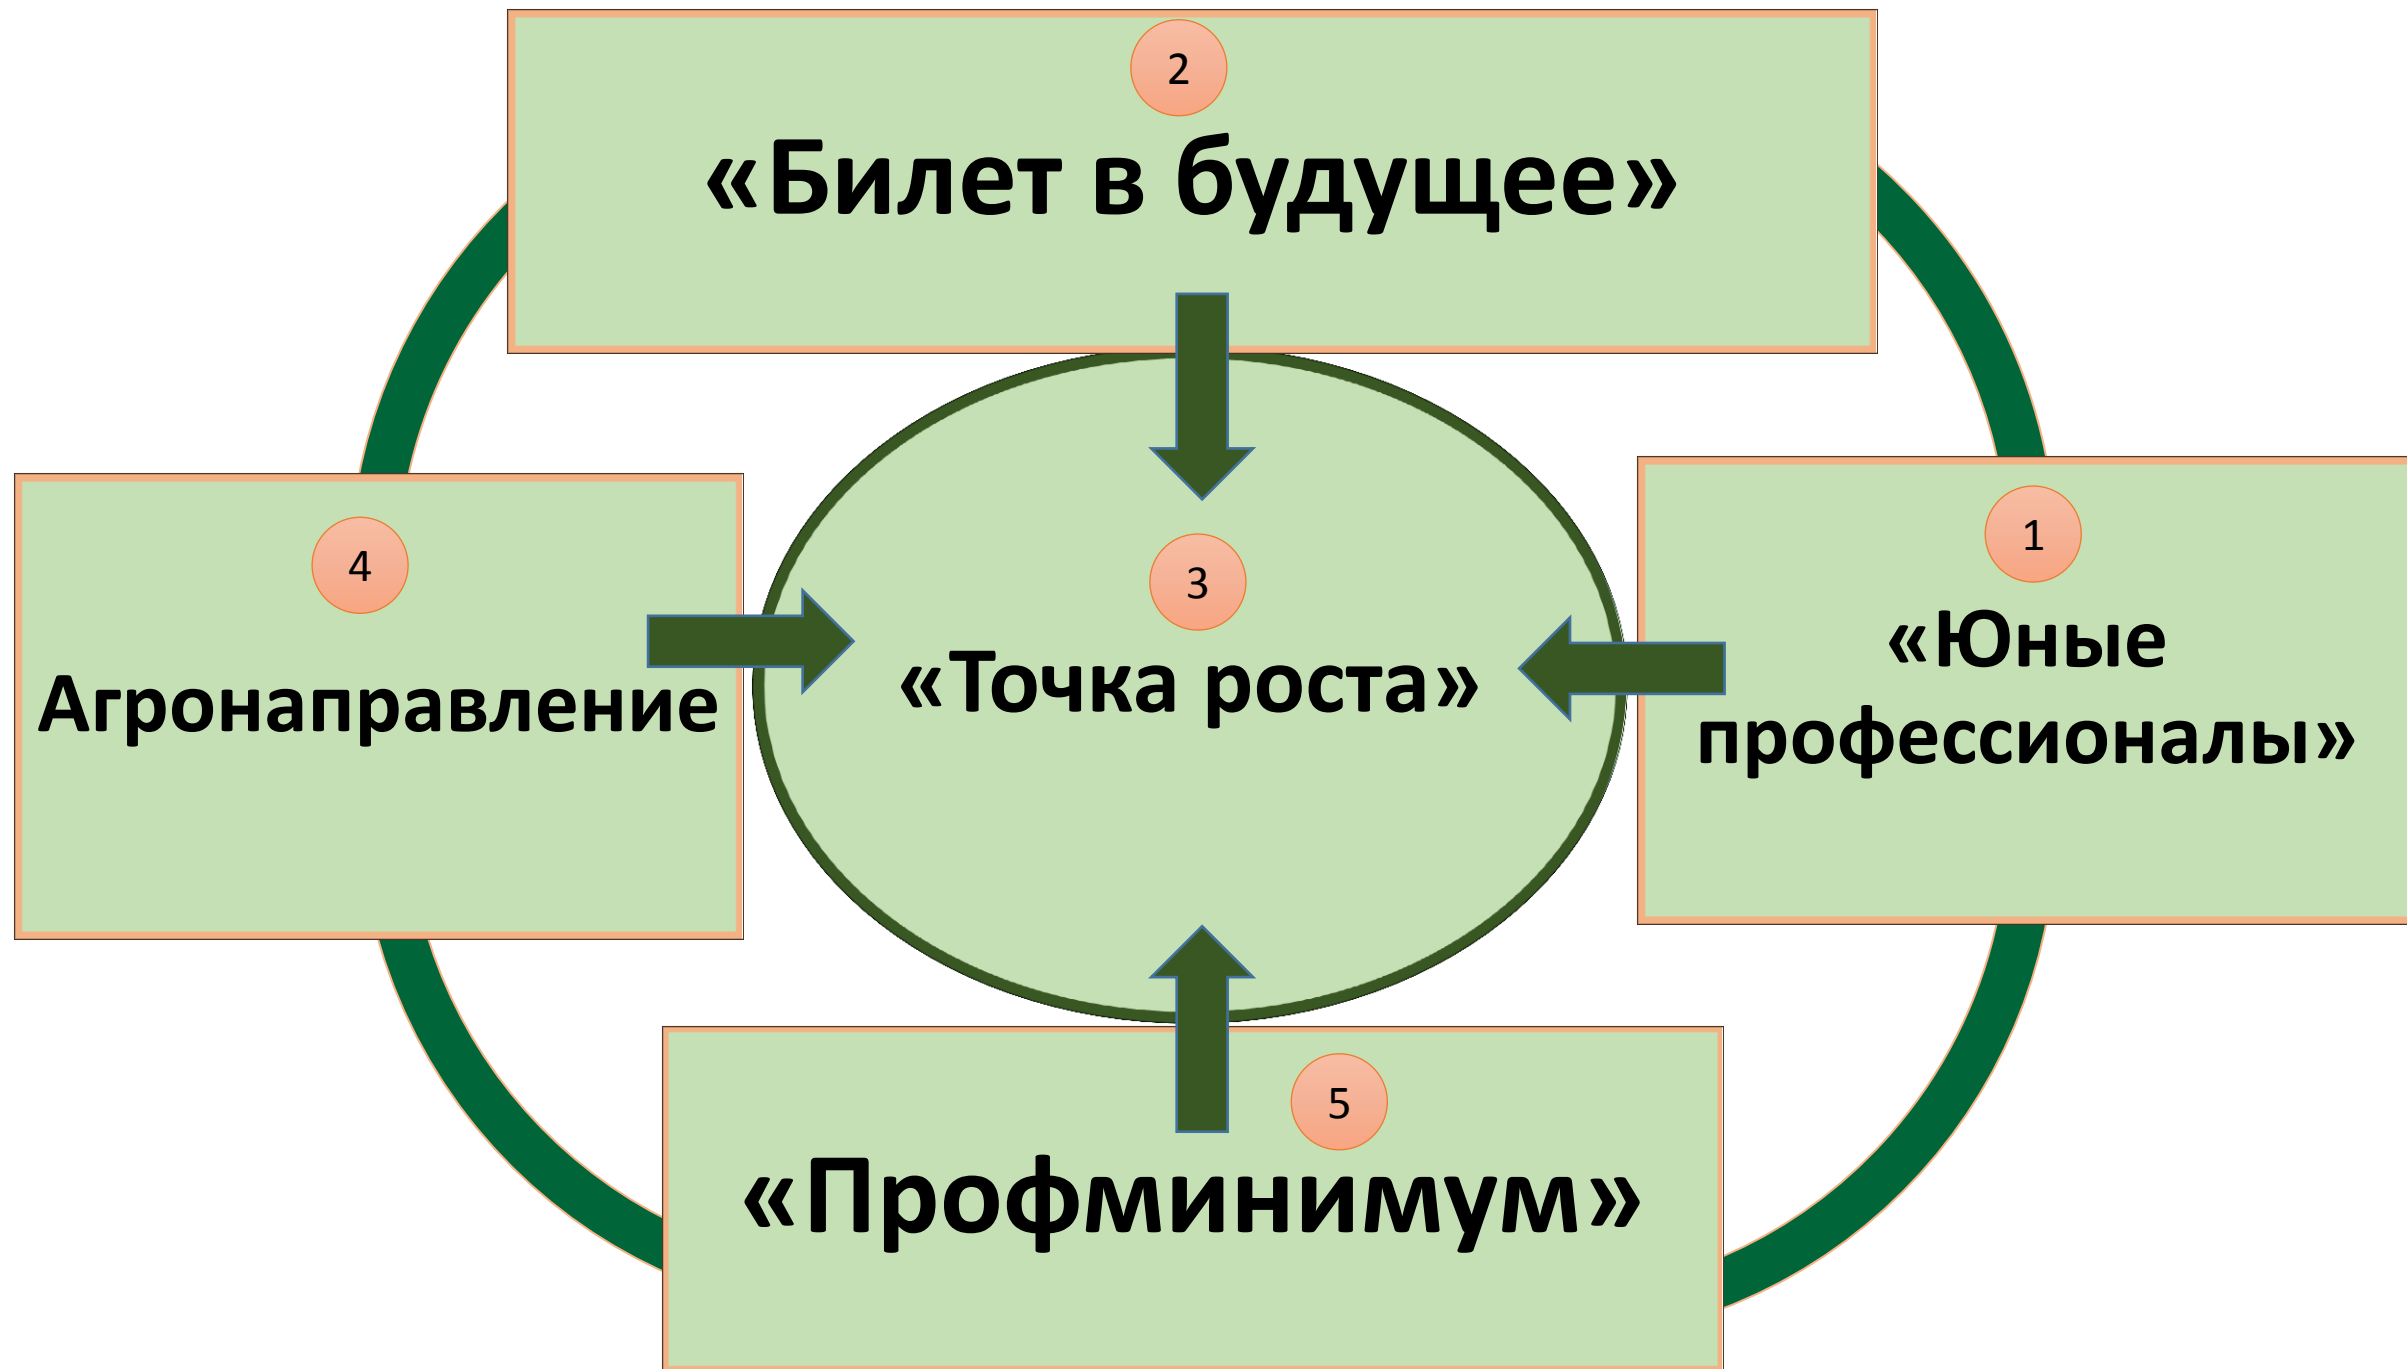 2
«Билет в будущее»
4
Агронаправление
3
«Точка роста»
1
«Юные
профессионалы»
5
«Профминимум»